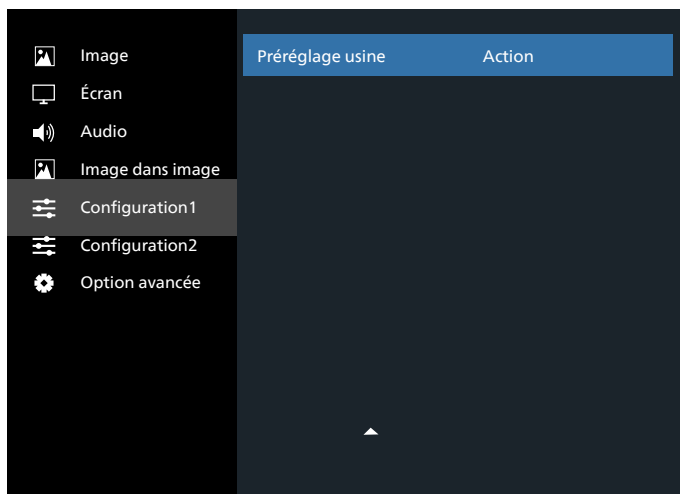 Image
Préréglage usine Action
Écran
Audio
Image dans image
Configuration1
Configuration2
Option avancée